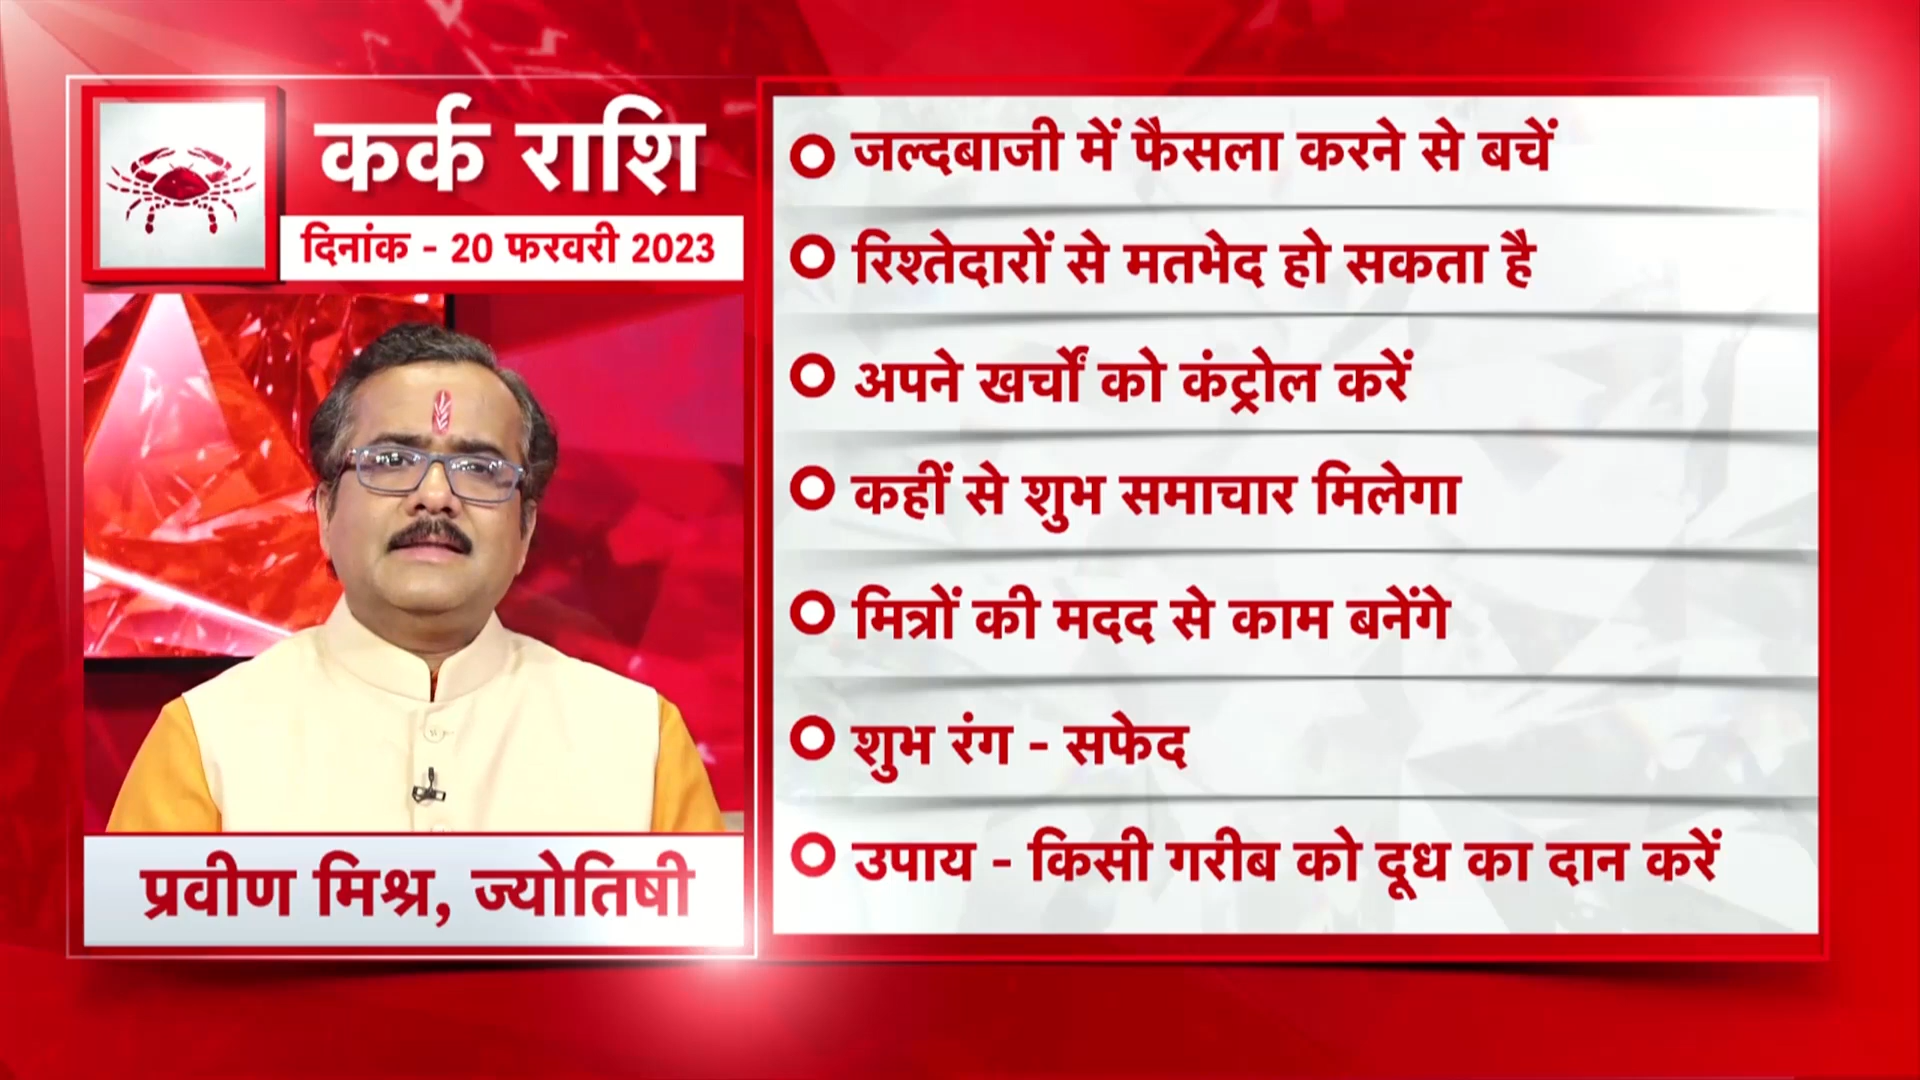 कर्क राशि
दिनांक - 20 फरवरी 2023
प्रवीण मिश्र, ज्योतिषी
जल्दबाजी में फैसला करने से बचें
रिश्तेदारों से मतभेद हो सकता है
अपने खर्चों को कंट्रोल करें
कहीं से शुभ समाचार मिलेगा
मित्रों की मदद से काम बनेंगे
शुभ रंग - सफेद
उपाय - किसी गरीब को दूध का दान करें